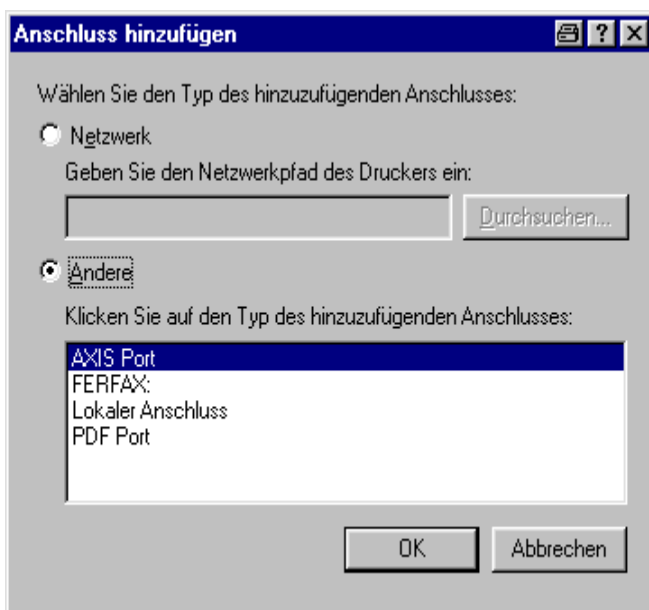 Anschluss hinzufügen
Wählen Sie den Typ des hinzuzufügenden Anschlusses:
Netzwerk
Geben Sie den Netzwerkpfad des Druckers ein:
Durchsuchen...
Andere
Klicken Sie auf den Typ des hinzuzufügenden Anschlusses:
AXIS Port
FERFAX:
Lokaler Anschluss
PDF Port
OK Abbrechen